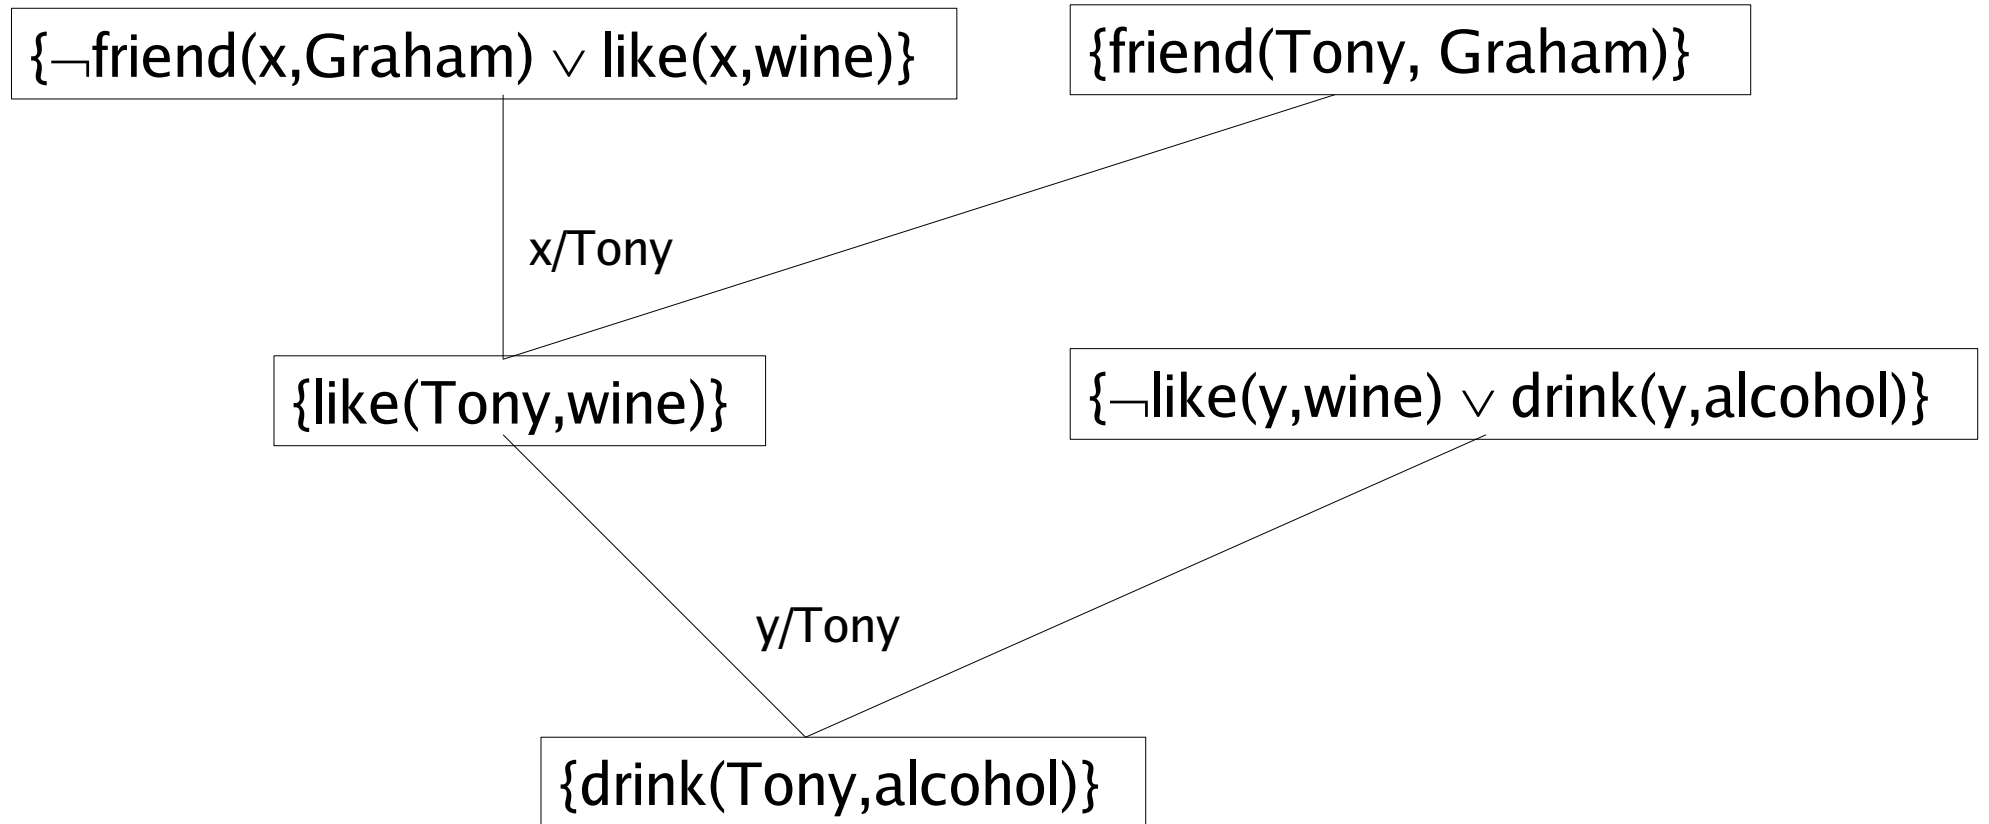 {¬friend(x,Graham) ∨ like(x,wine)}
{friend(Tony, Graham)}
x/Tony
{like(Tony,wine)}
{¬like(y,wine) ∨ drink(y,alcohol)}
y/Tony
{drink(Tony,alcohol)}